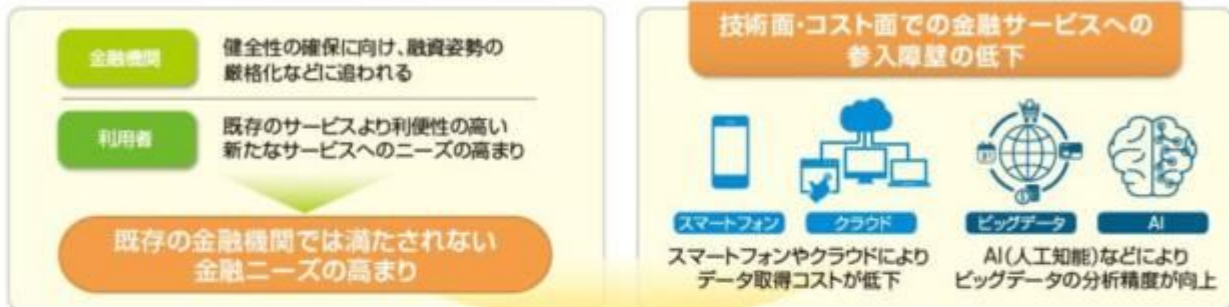 金融機関
健全性の確保に向け、融資姿勢の
厳格化などに追われる
利用者
既存のサービスより利便性の高い
新たなサービスへのニーズの高まり
既存の金融機関では満たされない
金融ニーズの高まり
技術面・コスト面での金融サービスへの
参入障壁の低下
スマートフォン
クラウド
ビッグデータ
AI
スマートフォンやクラウドにより
データ取得コストが低下
AI(人工知能)などにより
ビッグデータの分析精度が向上